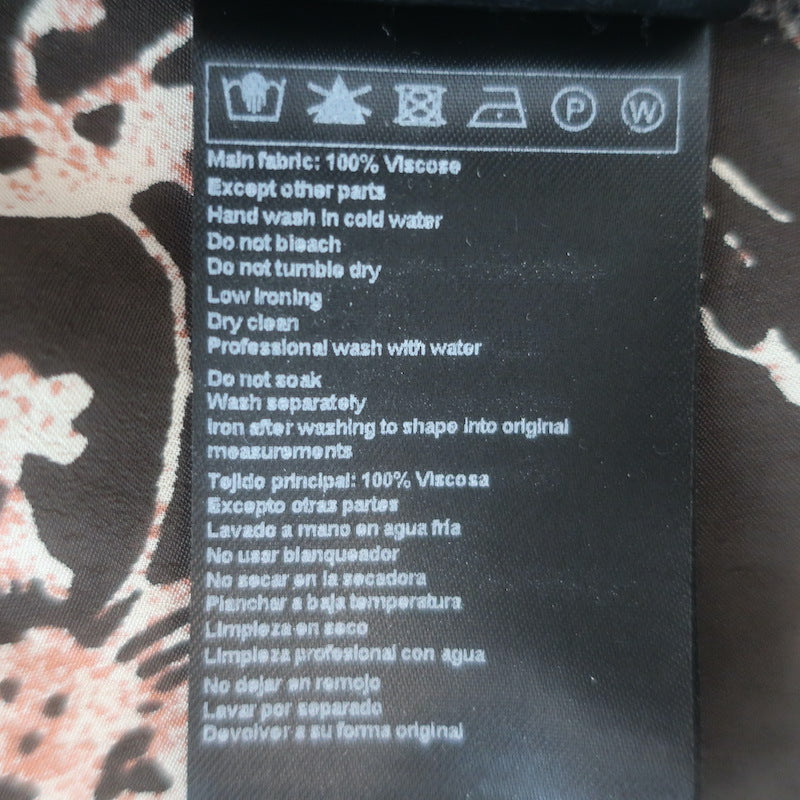 P W
Main fabric: 100% Viscose
Except other parts
Hand wash in cold water
Do not bleach
Do not tumble dry
Low ironing
Dry clean
Professional wash with water
Do not soak
Wash separately
Iron after washing to shape into original
measurements
Tejido principal: 100% Viscosa
Excepto otras partes
Lavado a mano en agua fria
No usar blanqueador
No secar en la secadora
Planchar a baja temperatura
Limpieza en seco
Limpieza profesional con agua
No dejar en remojo
Lavar por separado
Devolver a su forma original